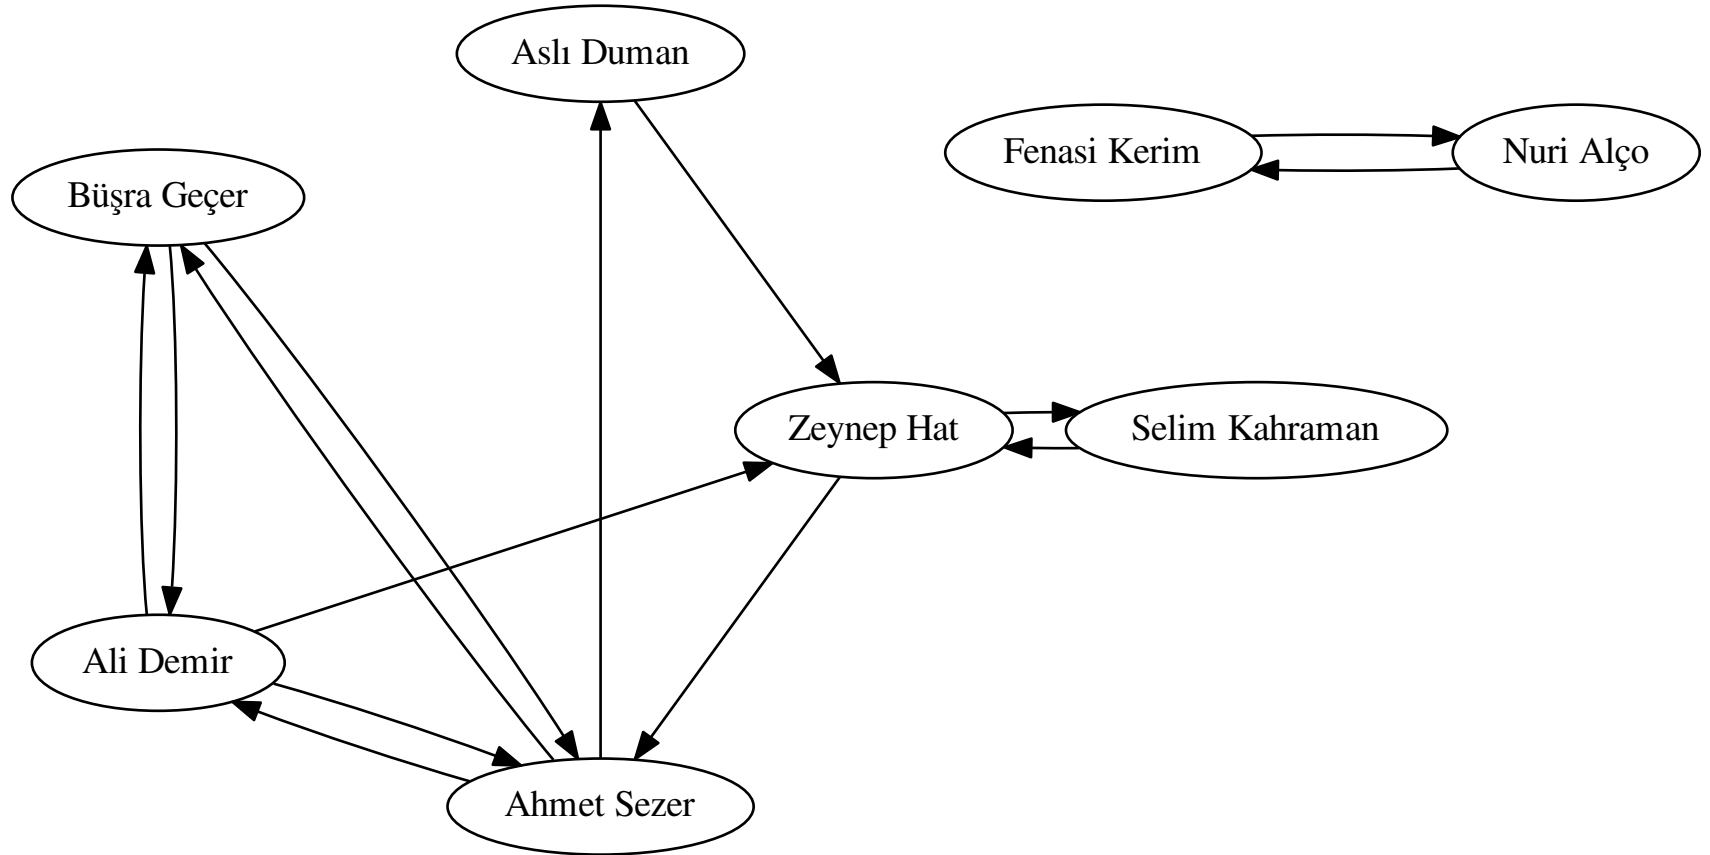 Aslı Duman
Fenasi Kerim
Nuri Alço
Büşra Geçer
Zeynep Hat
Selim Kahraman
Ali Demir
Ahmet Sezer